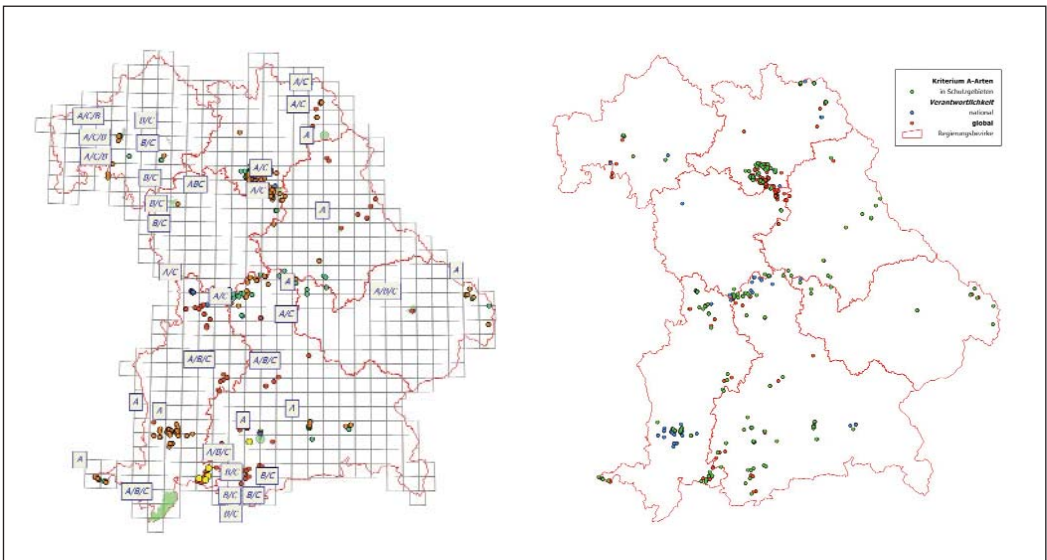 A/C
A/C
A/C/B
B/C
A/C/B
A
B/C
A/C/B
A/C
B/C
ABC
A/C
B/C
A
B/C
A/C
A
A
A/C
A/B/C
A/C
A/B/C
A/B/C
A
A
A
A
A/B/C
A
B/C
B/C
A/B/C
B/C
B/C
B/C
Kriterium A-Arten
in Schutzgebieten
Verantwortlichkeit
national
global
Regierungsbezirke